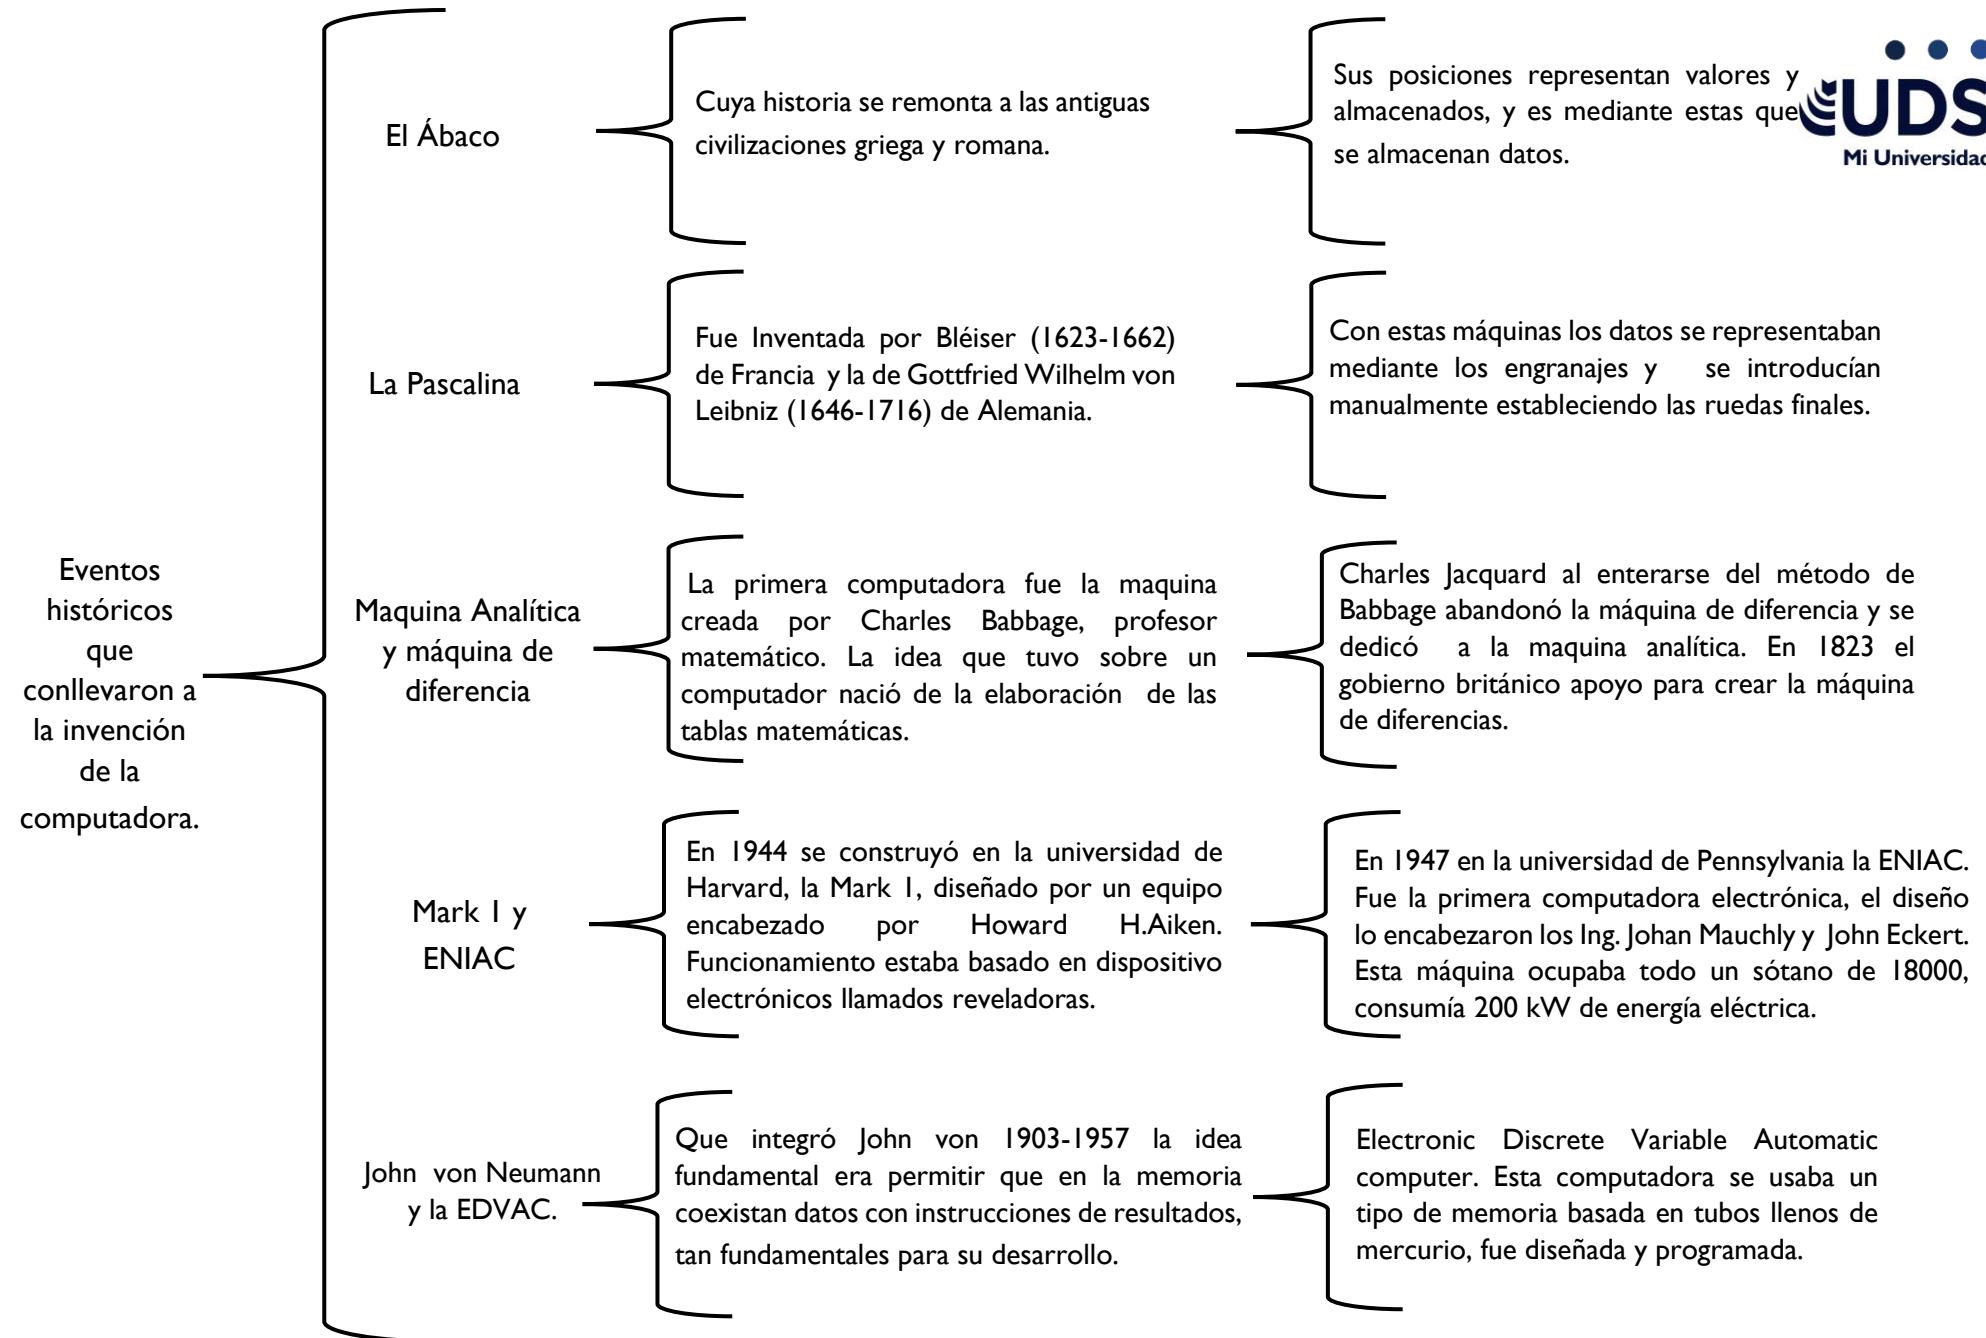 Eventos
históricos
que
conllevaron a
la invención
de la
computadora.
El Ábaco
Cuya historia se remonta a las antiguas
civilizaciones griega y romana.
Sus posiciones representan valores y
almacenados, y es mediante estas que
se almacenan datos.
UDS
Mi Universidad
La Pascalina
Fue Inventada por Bléiser (1623-1662)
de Francia y la de Gottfried Wilhelm von
Leibniz (1646-1716) de Alemania.
Con estas máquinas los datos se representaban
mediante los engranajes y se introducían
manualmente estableciendo las ruedas finales.
Maquina Analítica
y máquina de
diferencia
La primera computadora fue la maquina
creada por Charles Babbage, profesor
matemático. La idea que tuvo sobre un
computador nació de la elaboración de las
tablas matemáticas.
Charles Jacquard al enterarse del método de
Babbage abandonó la máquina de diferencia y se
dedicó a la maquina analítica. En 1823 el
gobierno británico apoyo para crear la máquina
de diferencias.
Mark 1 y
ENIAC
En 1944 se construyó en la universidad de
Harvard, la Mark 1, diseñado por un equipo
encabezado por Howard H.Aiken.
Funcionamiento estaba basado en dispositivo
electrónicos llamados reveladoras.
En 1947 en la universidad de Pennsylvania la ENIAC.
Fue la primera computadora electrónica, el diseño
lo encabezaron los Ing. Johan Mauchly y John Eckert.
Esta máquina ocupaba todo un sótano de 18000,
consumía 200 kW de energía eléctrica.
John von Neumann
y la EDVAC.
Que integró John von 1903-1957 la idea
fundamental era permitir que en la memoria
coexistan datos con instrucciones de resultados,
tan fundamentales para su desarrollo.
Electronic Discrete Variable Automatic
computer. Esta computadora se usaba un
tipo de memoria basada en tubos llenos de
mercurio, fue diseñada y programada.